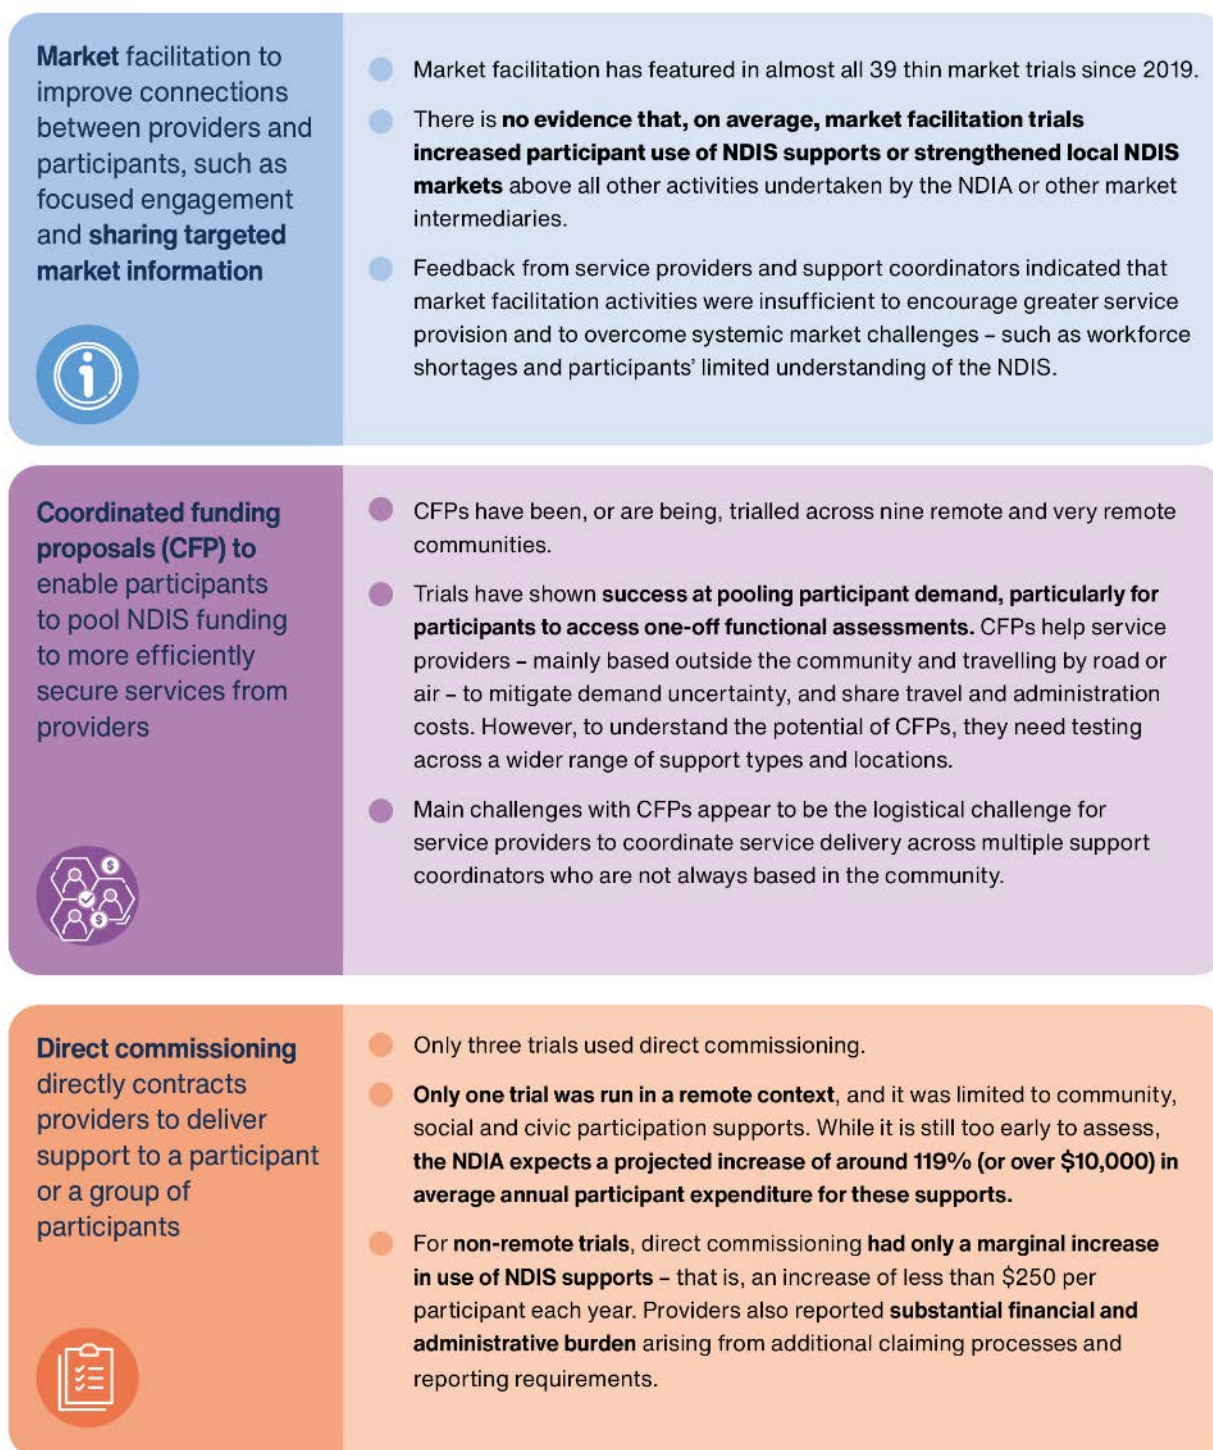 Market facilitation to
improve connections
between providers and
participants, such as
focused engagement
and sharing targeted
market information
Market facilitation has featured in almost all 39 thin market trials since 2019.
There is no evidence that, on average, market facilitation trials
increased participant use of NDIS supports or strengthened local NDIS
markets above all other activities undertaken by the NDIA or other market
intermediaries.
Feedback from service providers and support coordinators indicated that
market facilitation activities were insufficient to encourage greater service
provision and to overcome systemic market challenges – such as workforce
shortages and participants’ limited understanding of the NDIS.
Coordinated funding
proposals (CFP) to
enable participants
to pool NDIS funding
to more efficiently
secure services from
providers
CFPs have been, or are being, trialled across nine remote and very remote
communities.
Trials have shown success at pooling participant demand, particularly for
participants to access one-off functional assessments. CFPs help service
providers – mainly based outside the community and travelling by road or
air – to mitigate demand uncertainty, and share travel and administration
costs. However, to understand the potential of CFPs, they need testing
across a wider range of support types and locations.
Main challenges with CFPs appear to be the logistical challenge for
service providers to coordinate service delivery across multiple support
coordinators who are not always based in the community.
Direct commissioning
directly contracts
providers to deliver
support to a participant
or a group of
participants
Only three trials used direct commissioning.
Only one trial was run in a remote context, and it was limited to community,
social and civic participation supports. While it is still too early to assess,
the NDIA expects a projected increase of around 119% (or over $10,000) in
average annual participant expenditure for these supports.
For non-remote trials, direct commissioning had only a marginal increase
in use of NDIS supports – that is, an increase of less than $250 per
participant each year. Providers also reported substantial financial and
administrative burden arising from additional claiming processes and
reporting requirements.